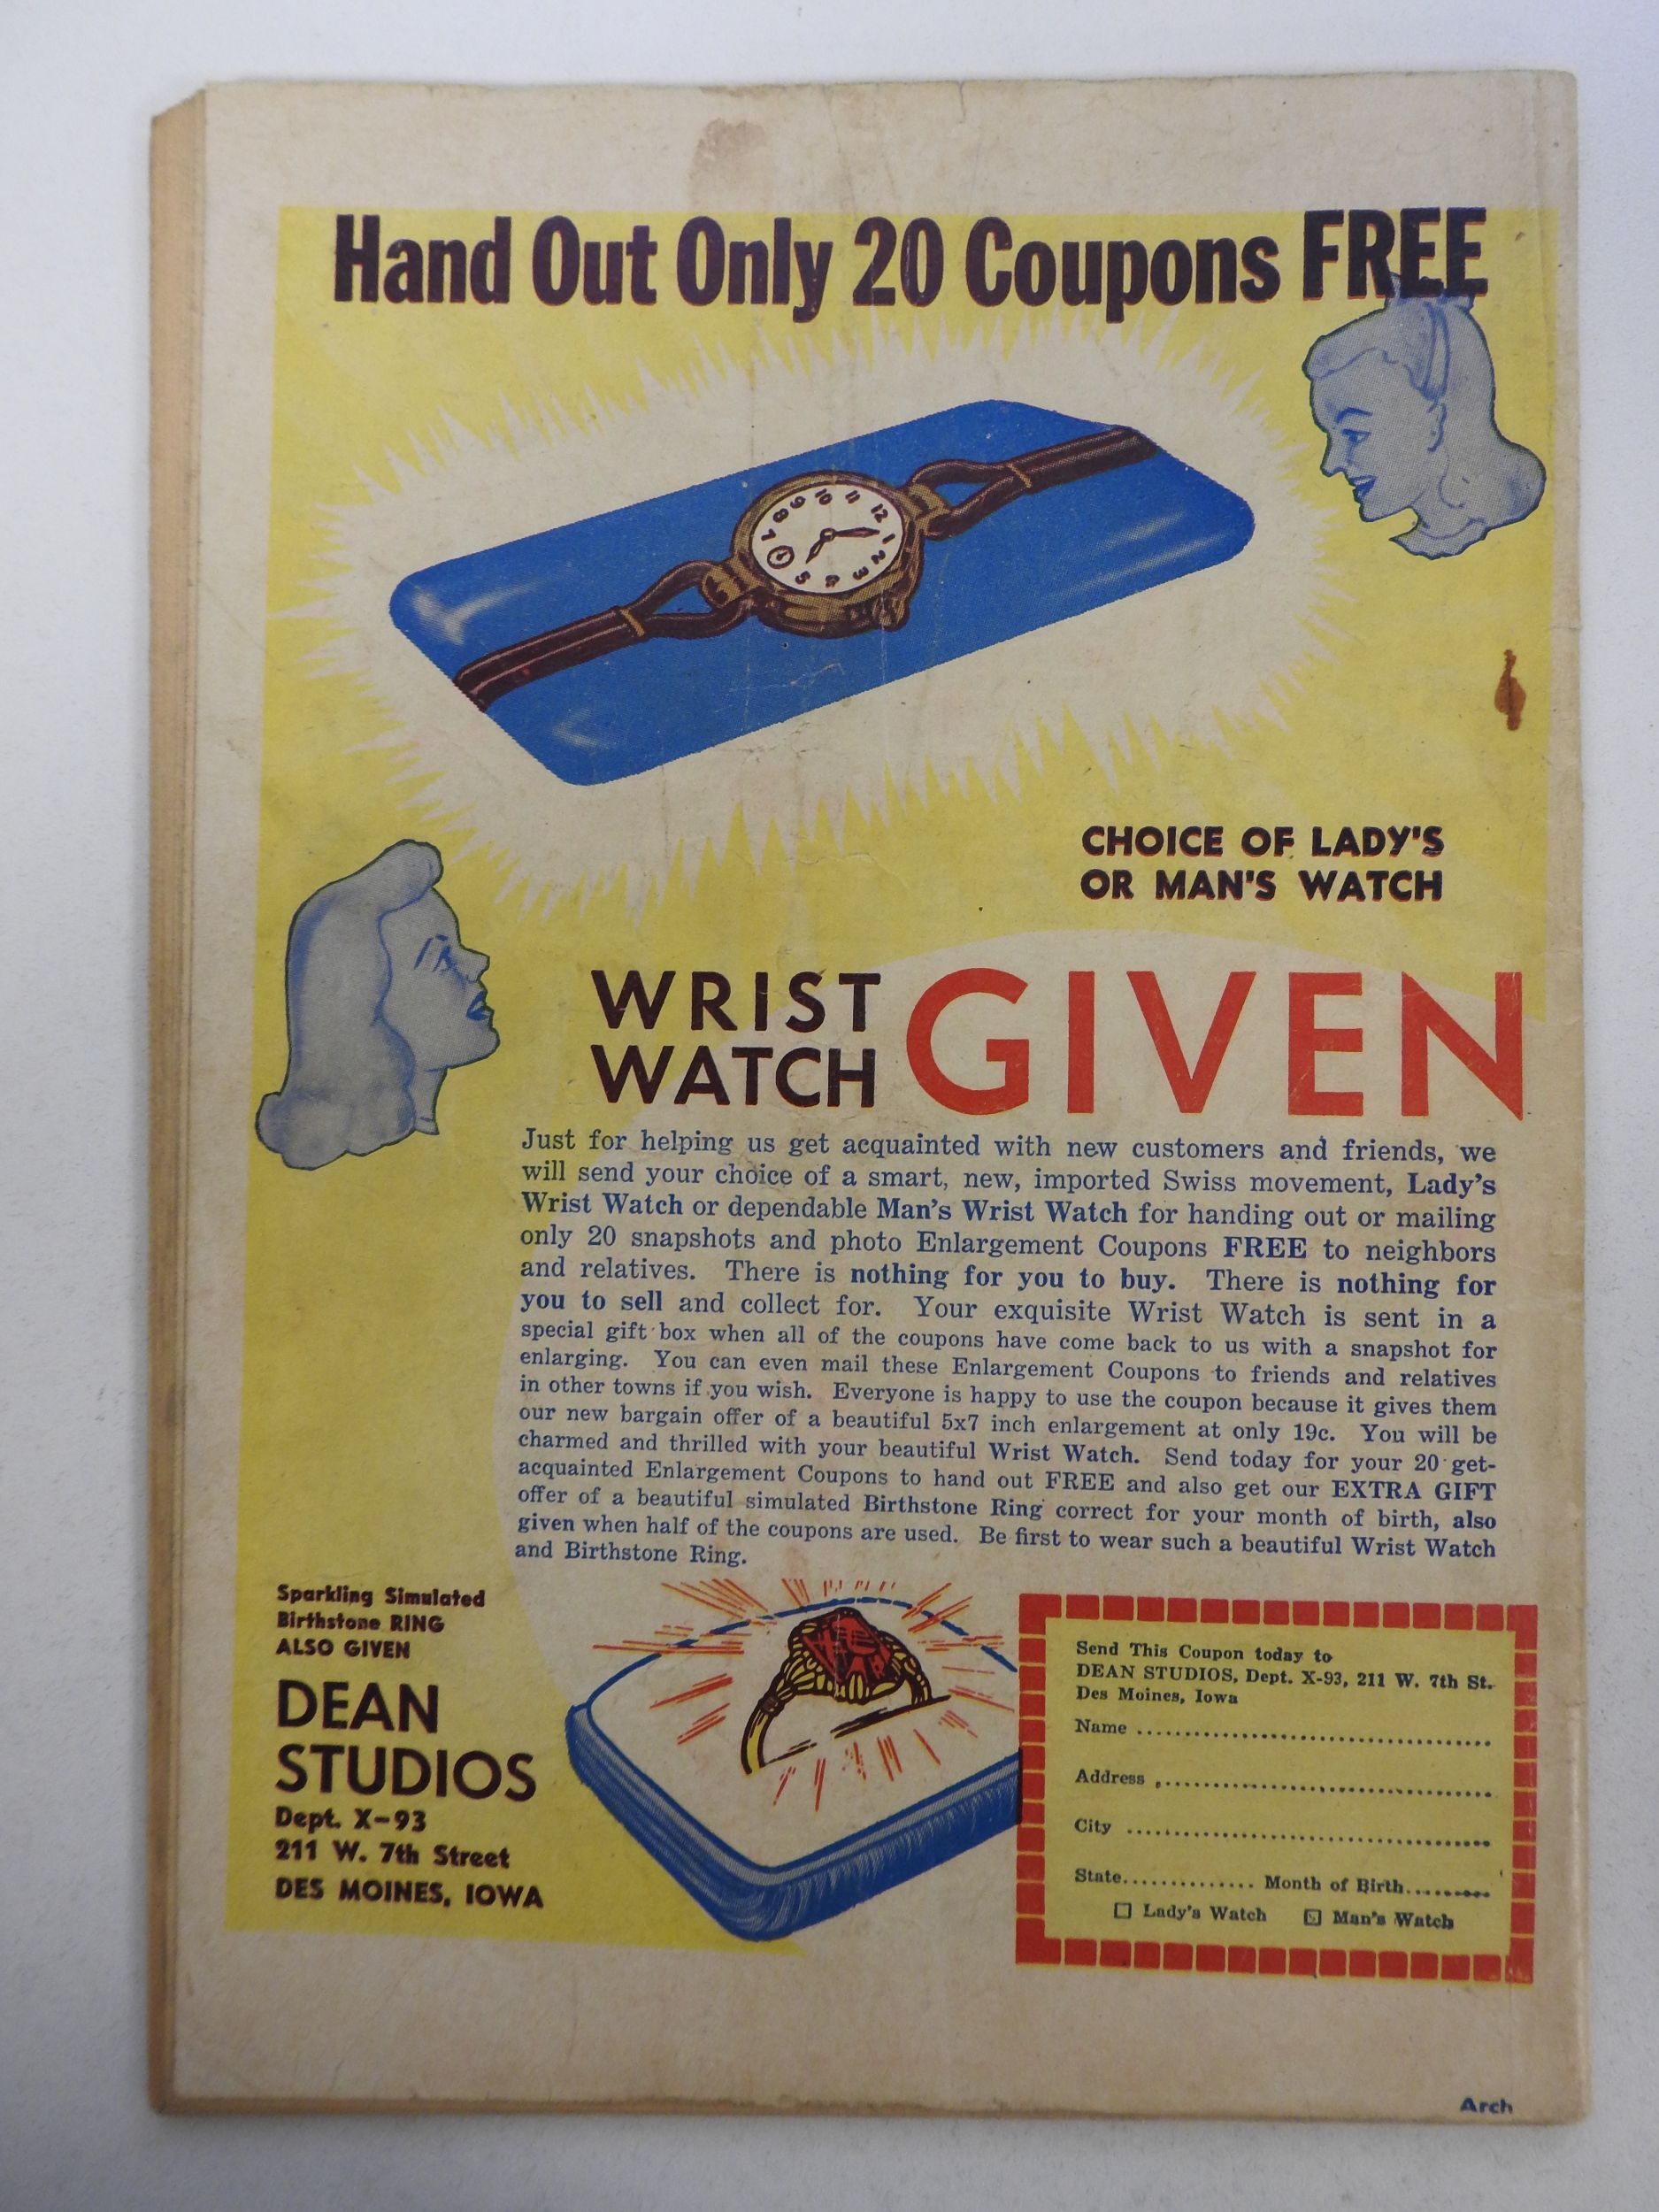 Hand Out Only 20 Coupons FREE
10 11 12
9 1
8 2
7 3
5 4
CHOICE OF LADY'S
OR MAN'S WATCH
WRIST
WATCH
GIVEN
Just for helping us get acquainted with new customers and friends, we
will send your choice of a smart, new, imported Swiss movement, Lady's
Wrist Watch or dependable Man's Wrist Watch for handing out or mailing
only 20 snapshots and photo Enlargement Coupons FREE to neighbors
and relatives. There is nothing for you to buy. There is nothing for
you to sell and collect for. Your exquisite Wrist Watch is sent in a
special gift box when all of the coupons have come back to us with a snapshot for
enlarging. You can even mail these Enlargement Coupons to friends and relatives
in other towns if you wish. Everyone is happy to use the coupon because it gives them
our new bargain offer of a beautiful 5x7 inch enlargement at only 19c. You will be
charmed and thrilled with your beautiful Wrist Watch. Send today for your 20 get-
acquainted Enlargement Coupons to hand out FREE and also get our EXTRA GIFT
offer of a beautiful simulated Birthstone Ring correct for your month of birth, also
given when half of the coupons are used. Be first to wear such a beautiful Wrist Watch
and Birthstone Ring.
Sparkling Simulated
Birthstone RING
ALSO GIVEN
DEAN
STUDIOS
Dept. X-93
211 W. 7th Street
DES MOINES, IOWA
Send This Coupon today to
DEAN STUDIOS, Dept. X-93, 211 W. 7th St.
Des Moines, Iowa
Name ........................................
Address ........................................
City ........................................
State.............. Month of Birth..........
☐ Lady's Watch ☐ Man's Watch
Arch